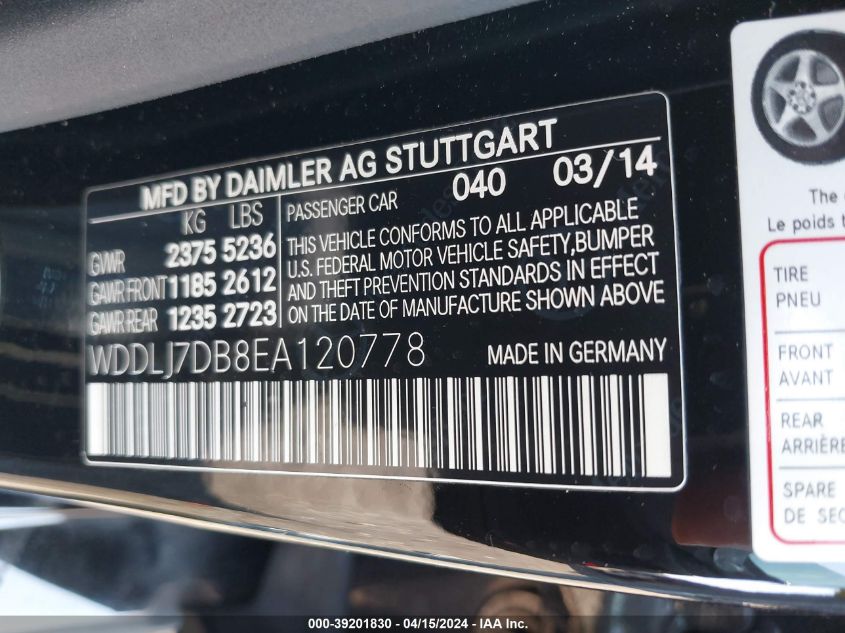 MFD BY DAIMLER AG STUTTGART
KG LBS
GVWR 2375 5236
GAWR FRONT 1185 2612
GAWR REAR 1235 2723
PASSENGER CAR 040 03/14
THIS VEHICLE CONFORMS TO ALL APPLICABLE
U.S. FEDERAL MOTOR VEHICLE SAFETY,BUMPER
AND THEFT PREVENTION STANDARDS IN EFFECT
ON THE DATE OF MANUFACTURE SHOWN ABOVE
WDDLJ7DB8EA120778 MADE IN GERMANY
The
Le poids
TIRE
PNEU
FRONT
AVANT
REAR
ARRIÈRE
SPARE
DE
000-39201830 - 04/15/2024 - IAA Inc.